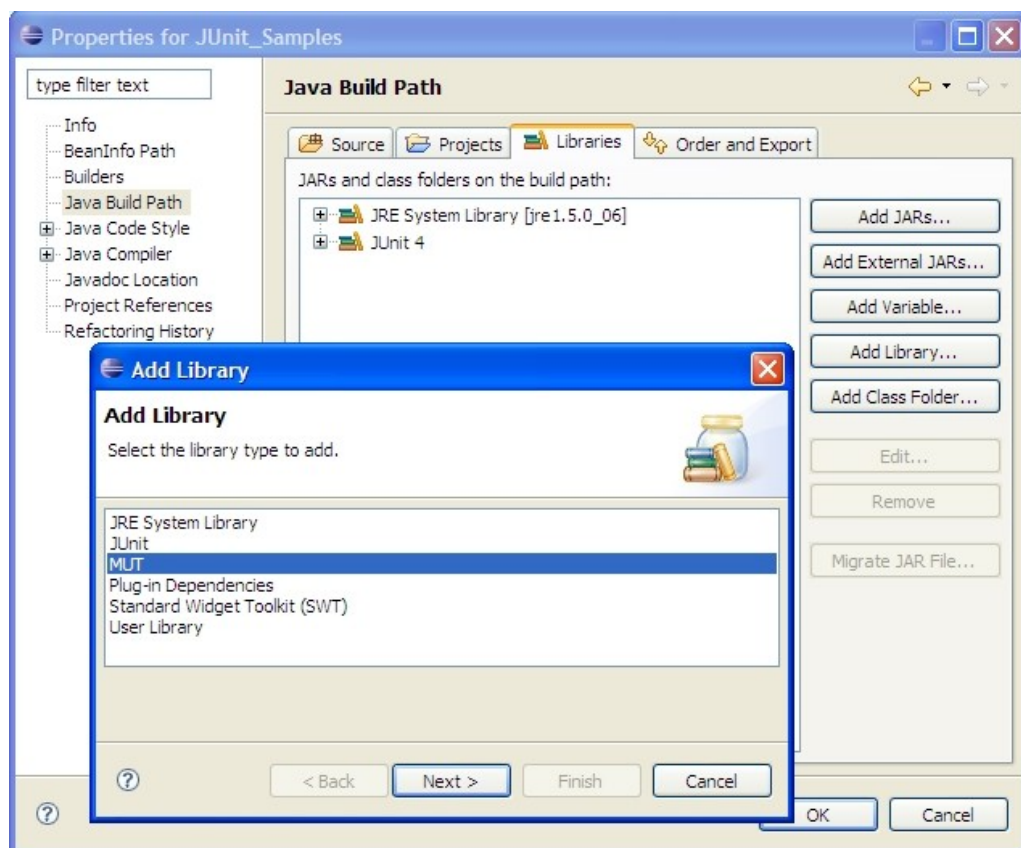 Properties for JUnit_Samples
type filter text
Info
BeanInfo Path
Builders
Java Build Path
Java Code Style
Java Compiler
Javadoc Location
Project References
Refactoring History
Java Build Path
Source
Projects
Libraries
Order and Export
JARs and class folders on the build path:
JRE System Library [jre1.5.0_06]
JUnit 4
Add JARs...
Add External JARs...
Add Variable...
Add Library...
Add Class Folder...
Edit...
Remove
Migrate JAR File...
Add Library
Add Library
Select the library type to add.
JRE System Library
JUnit
MUT
Plug-in Dependencies
Standard Widget Toolkit (SWT)
User Library
?
< Back
Next >
Finish
Cancel
?
OK
Cancel